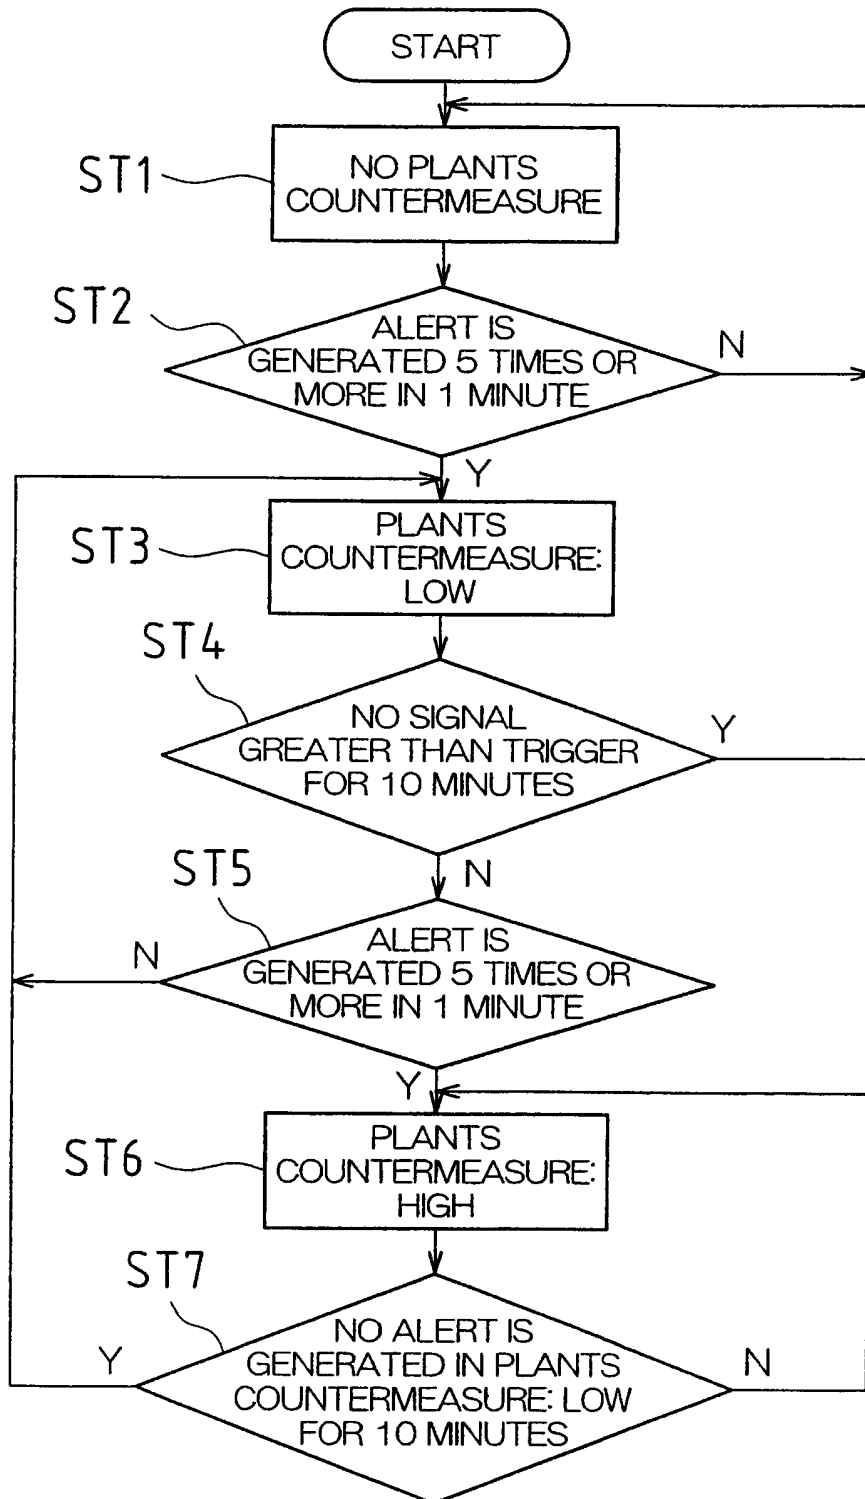 START
ST1
NO PLANTS
COUNTERMEASURE
ST2
ALERT IS
GENERATED 5 TIMES OR
MORE IN 1 MINUTE
N
Y
ST3
PLANTS
COUNTERMEASURE:
LOW
ST4
NO SIGNAL
GREATER THAN TRIGGER
FOR 10 MINUTES
Y
N
ST5
ALERT IS
GENERATED 5 TIMES OR
MORE IN 1 MINUTE
N
Y
ST6
PLANTS
COUNTERMEASURE:
HIGH
ST7
NO ALERT IS
GENERATED IN PLANTS
COUNTERMEASURE: LOW
FOR 10 MINUTES
Y
N